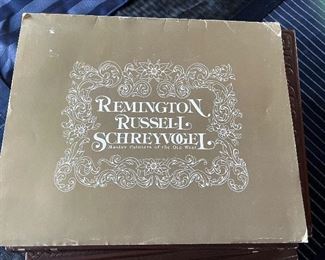 REMINGTON
RUSSELL
SCHREYVOGEL
Master Painters of the Old West